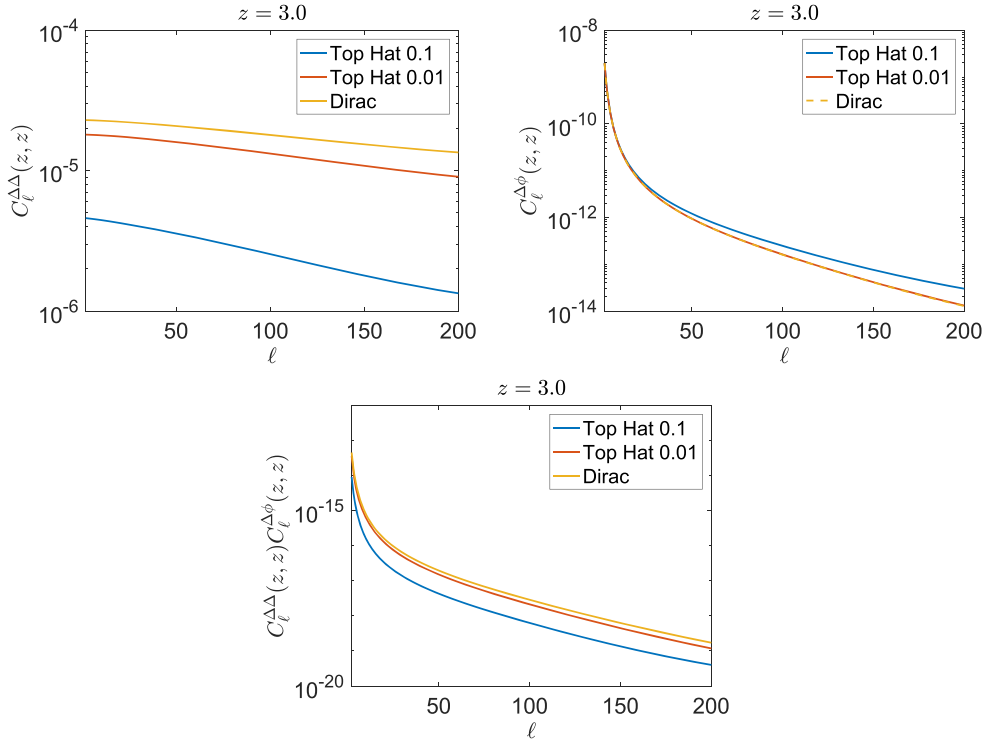 z = 3.0
10⁻⁴
10⁻⁵
10⁻⁶
C_ℓ^{ΔΔ}(z, z)
Top Hat 0.1
Top Hat 0.01
Dirac
50 100 150 200
ℓ
z = 3.0
10⁻⁸
10⁻¹⁰
10⁻¹²
10⁻¹⁴
C_ℓ^{Δϕ}(z, z)
Top Hat 0.1
Top Hat 0.01
Dirac
50 100 150 200
ℓ
z = 3.0
10⁻¹⁵
10⁻²⁰
C_ℓ^{ΔΔ}(z, z)C_ℓ^{Δϕ}(z, z)
Top Hat 0.1
Top Hat 0.01
Dirac
50 100 150 200
ℓ